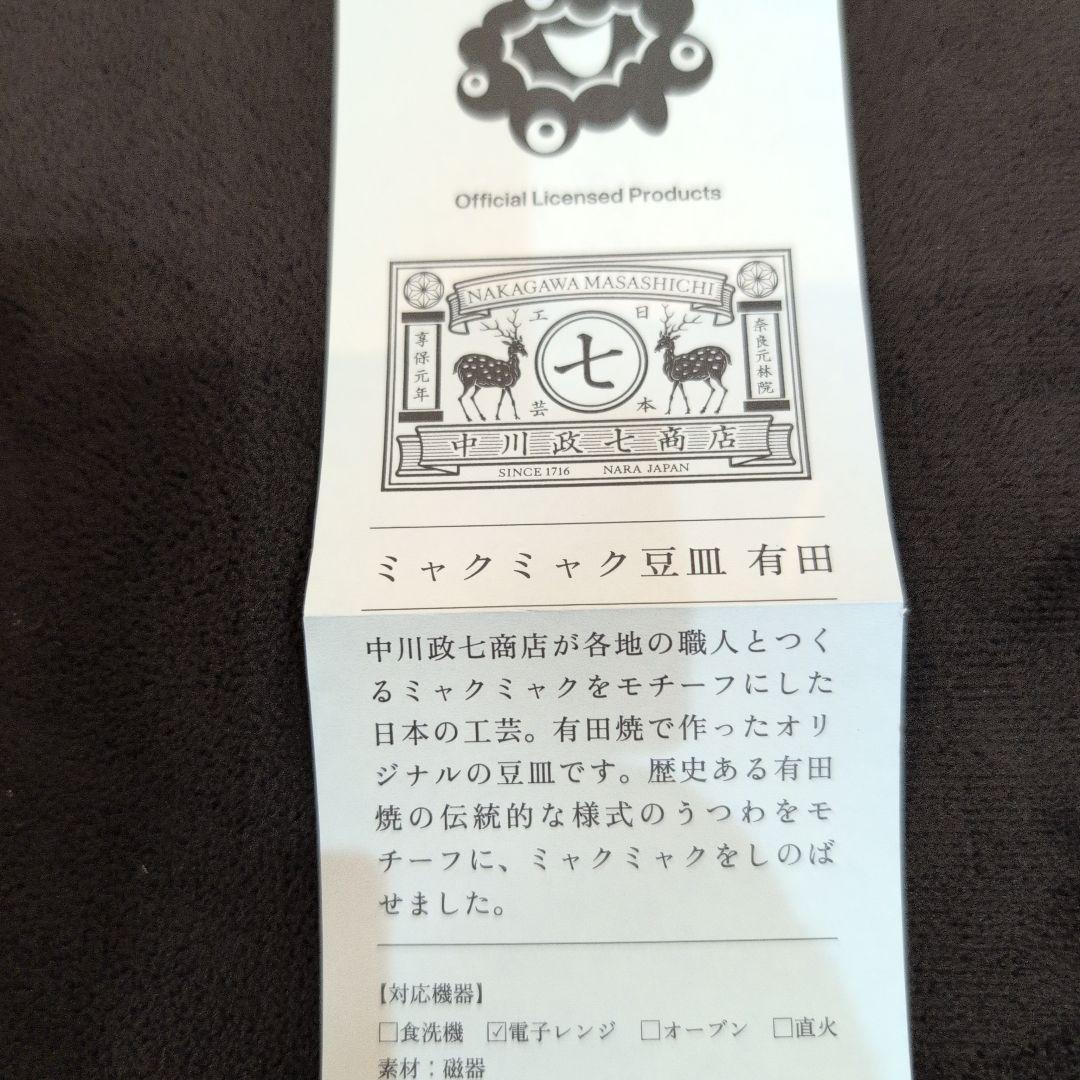 Official Licensed Products
NAKAGAWA MASASHICHI
享保元年
工芸
七
日本
奈良元林院
中川政七商店
SINCE 1716 NARA JAPAN
ミャクミャク豆皿 有田
中川政七商店が各地の職人とつく
るミャクミャクをモチーフにした
日本の工芸。有田焼で作ったオリ
ジナルの豆皿です。歴史ある有田
焼の伝統的な様式のうつわをモ
チーフに、ミャクミャクをしのば
せました。
【対応機器】
□食洗機 ☑電子レンジ □オーブン □直火
素材：磁器